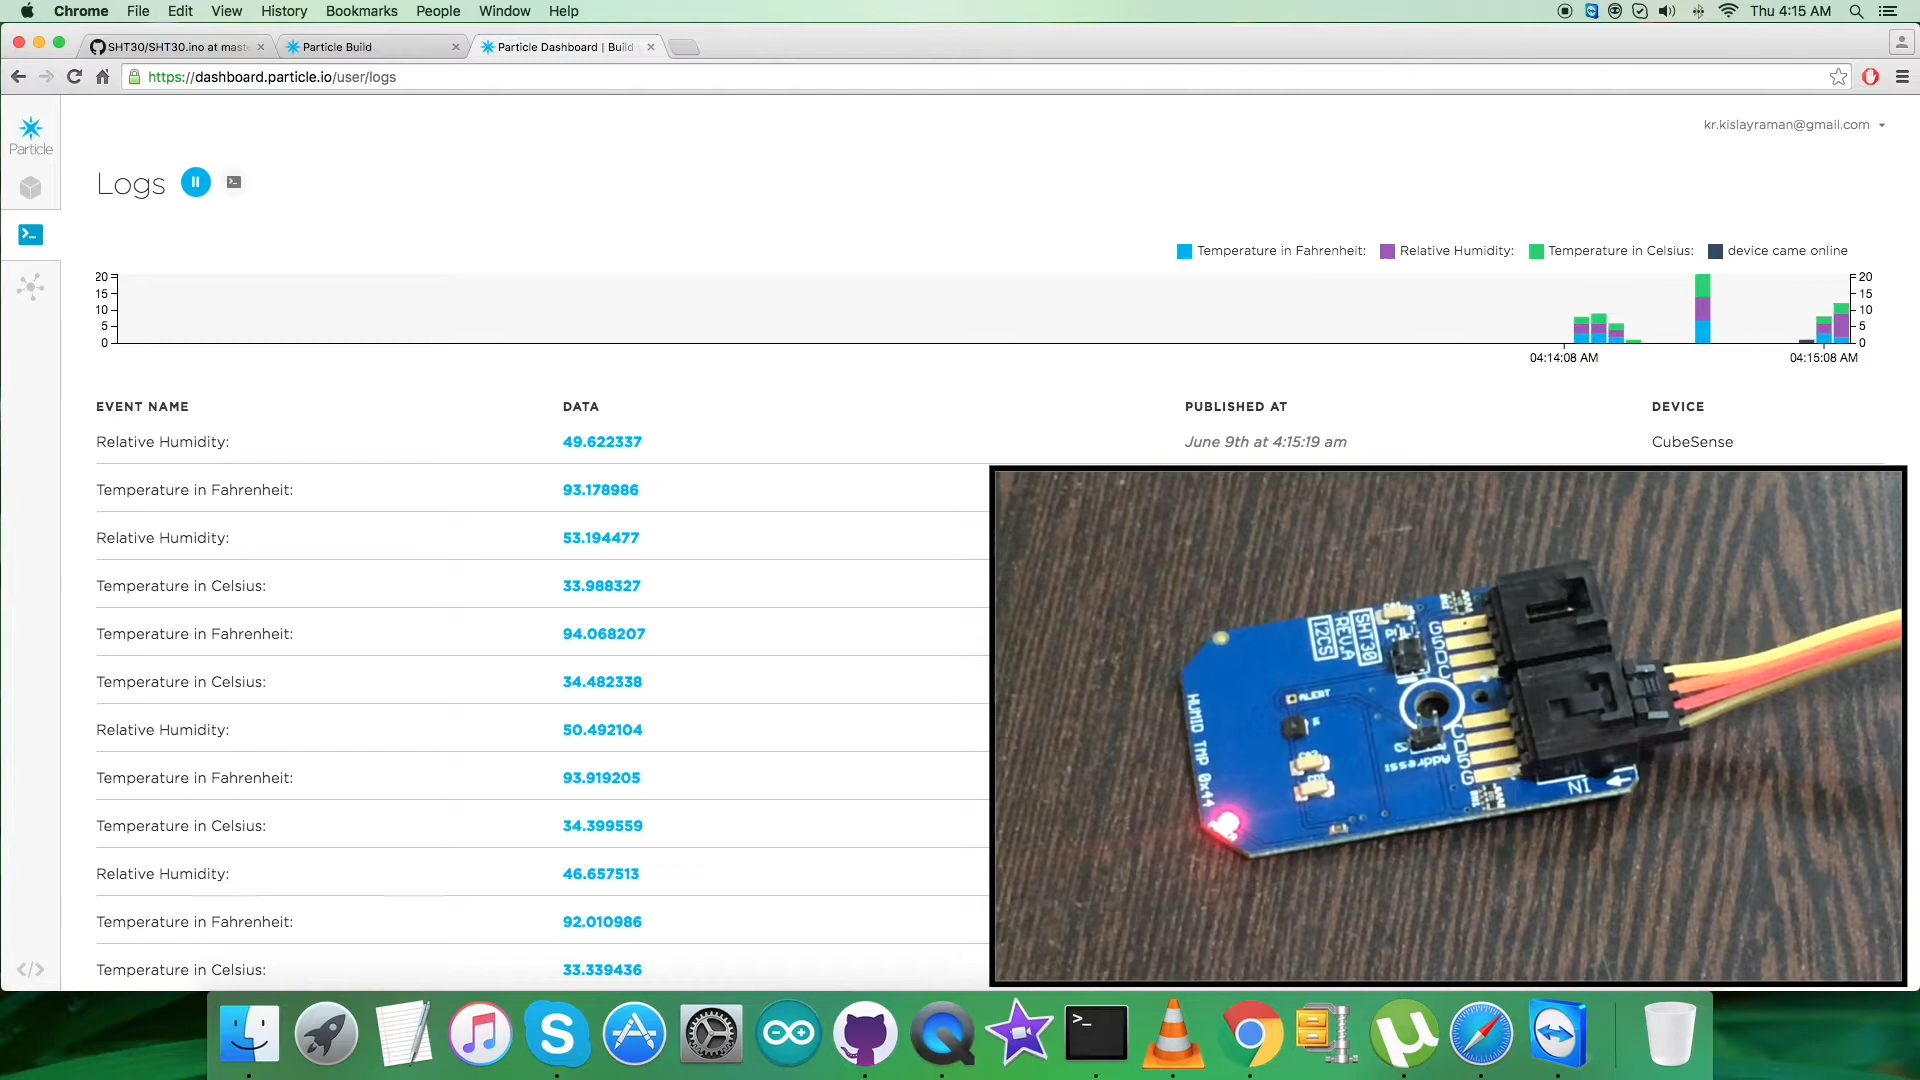 Chrome File Edit View History Bookmarks People Window Help Thu 4:15 AM
SHT30/SHT30.ino at mast
Particle Build
Particle Dashboard | Build
https://dashboard.particle.io/user/logs
Particle
kr.kislayraman@gmail.com
Logs
Temperature in Fahrenheit: Relative Humidity: Temperature in Celsius: device came online
20 20
15 15
10 10
5 5
0 0
04:14:08 AM 04:15:08 AM
EVENT NAME DATA PUBLISHED AT DEVICE
Relative Humidity: 49.622337 June 9th at 4:15:19 am CubeSense
Temperature in Fahrenheit: 93.178986
Relative Humidity: 53.194477
Temperature in Celsius: 33.988327
Temperature in Fahrenheit: 94.068207
Temperature in Celsius: 34.482338
Relative Humidity: 50.492104
Temperature in Fahrenheit: 93.919205
Temperature in Celsius: 34.399559
Relative Humidity: 46.657513
Temperature in Fahrenheit: 92.010986
Temperature in Celsius: 33.339436
SHT30
REV.A
I2CS
ALERT
HUMID TMP 0x44
Address:
IN
G
5